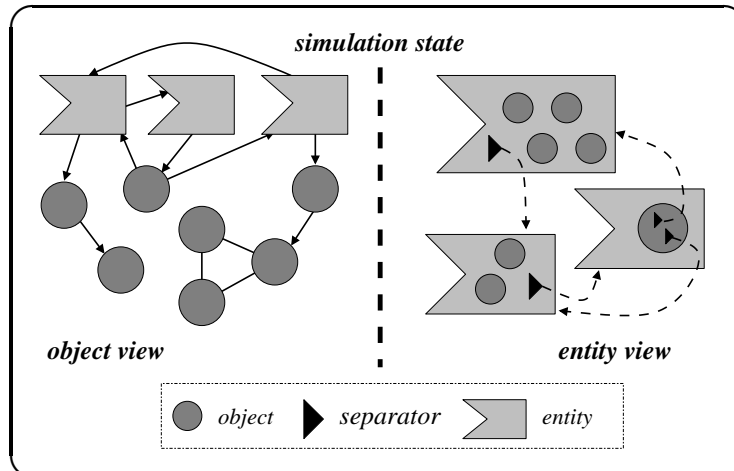 simulation state
object view
entity view
object
separator
entity